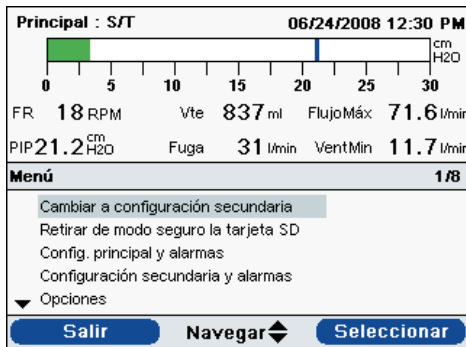 Principal : S/T 06/24/2008 12:30 PM
cm
H2O
0 5 10 15 20 25 30
FR 18 RPM Vte 837 ml FlujoMáx 71.6 l/min
PIP 21.2 cm H2O Fuga 31 l/min VentMin 11.7 l/min
Menú 1/8
Cambiar a configuración secundaria
Retirar de modo seguro la tarjeta SD
Config. principal y alarmas
Configuración secundaria y alarmas
Opciones
Salir Navegar Seleccionar